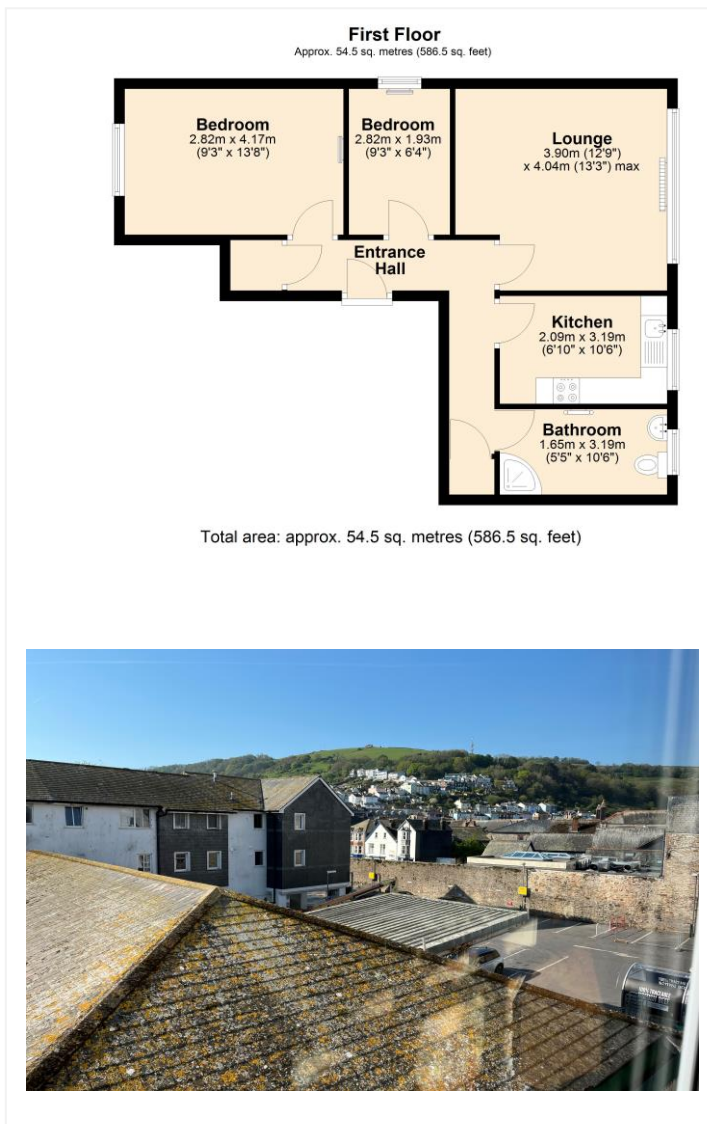 First Floor
Approx. 54.5 sq. metres (586.5 sq. feet)
Bedroom
2.82m x 4.17m
(9'3" x 13'8")
Bedroom
2.82m x 1.93m
(9'3" x 6'4")
Lounge
3.90m (12'9")
x 4.04m (13'3") max
Entrance
Hall
Kitchen
2.09m x 3.19m
(6'10" x 10'6")
Bathroom
1.65m x 3.19m
(5'5" x 10'6")
Total area: approx. 54.5 sq. metres (586.5 sq. feet)